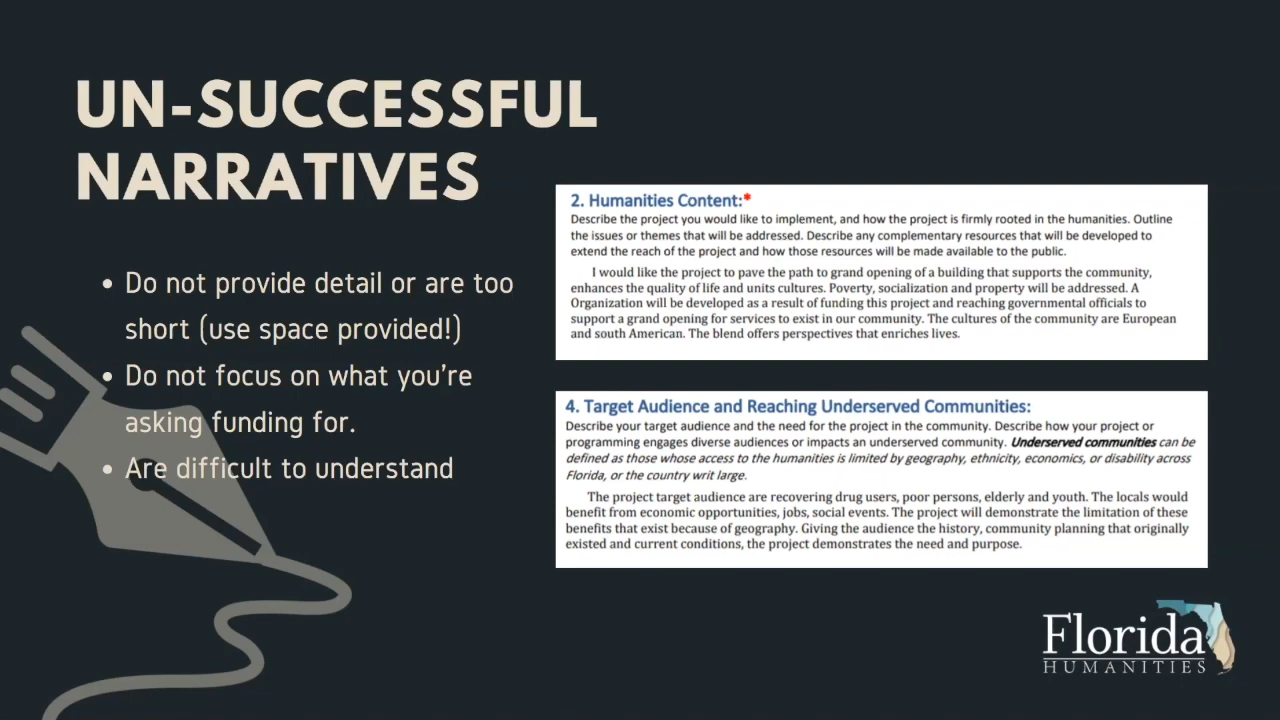 UN-SUCCESSFUL
NARRATIVES
• Do not provide detail or are too
short (use space provided!)
• Do not focus on what you're
asking funding for.
• Are difficult to understand
2. Humanities Content:*
Describe the project you would like to implement, and how the project is firmly rooted in the humanities. Outline
the issues or themes that will be addressed. Describe any complementary resources that will be developed to
extend the reach of the project and how those resources will be made available to the public.
I would like the project to pave the path to grand opening of a building that supports the community,
enhances the quality of life and units cultures. Poverty, socialization and property will be addressed. A
Organization will be developed as a result of funding this project and reaching governmental officials to
support a grand opening for services to exist in our community. The cultures of the community are European
and south American. The blend offers perspectives that enriches lives.
4. Target Audience and Reaching Underserved Communities:
Describe your target audience and the need for the project in the community. Describe how your project or
programming engages diverse audiences or impacts an underserved community. Underserved communities can be
defined as those whose access to the humanities is limited by geography, ethnicity, economics, or disability across
Florida, or the country writ large.
The project target audience are recovering drug users, poor persons, elderly and youth. The locals would
benefit from economic opportunities, jobs, social events. The project will demonstrate the limitation of these
benefits that exist because of geography. Giving the audience the history, community planning that originally
existed and current conditions, the project demonstrates the need and purpose.
Florida
HUMANITIES